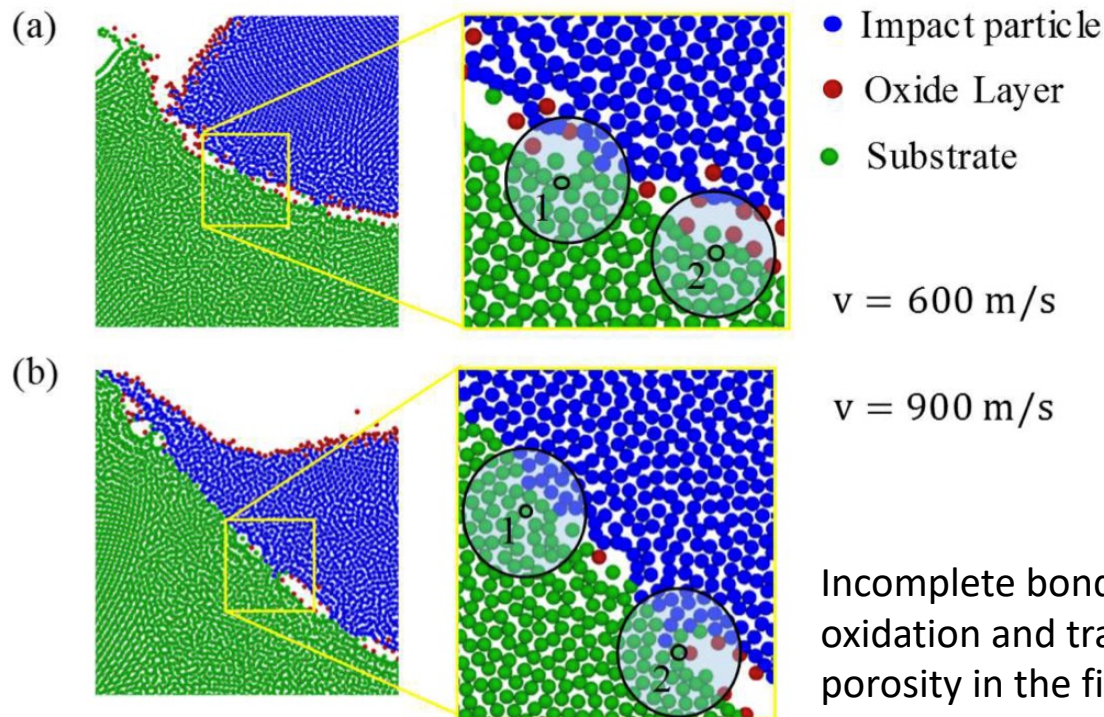 (a)
Impact particle
Oxide Layer
Substrate
1
2
v = 600 m/s
(b)
v = 900 m/s
1
2
Incomplete bond
oxidation and tra
porosity in the fi